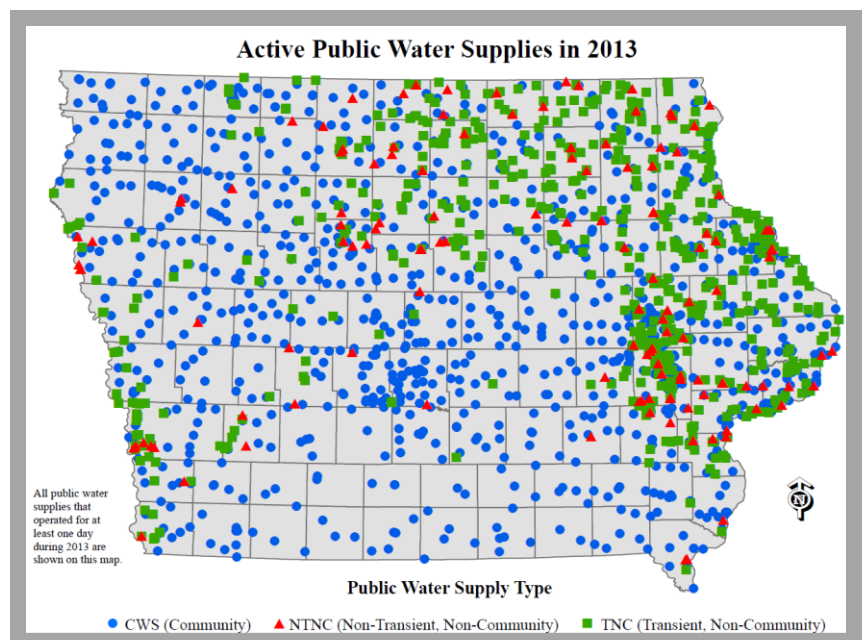 Active Public Water Supplies in 2013
All public water
supplies that
operated for at
least one day
during 2013 are
shown on this map.
N
Public Water Supply Type
CWS (Community)
NTNC (Non-Transient, Non-Community)
TNC (Transient, Non-Community)